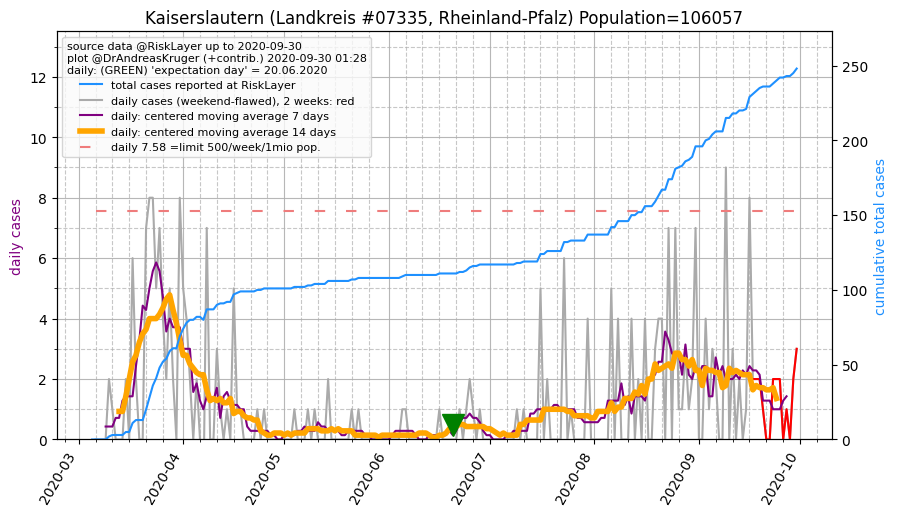 Kaiserslautern (Landkreis #07335, Rheinland-Pfalz) Population=106057
source data @RiskLayer up to 2020-09-30
plot @DrAndreasKruger (+contrib.) 2020-09-30 01:28
daily: (GREEN) 'expectation day' = 20.06.2020
total cases reported at RiskLayer
daily cases (weekend-flawed), 2 weeks: red
daily: centered moving average 7 days
daily: centered moving average 14 days
daily 7.58 =limit 500/week/1mio pop.
daily cases
12
10
8
6
4
2
0
250
200
150
100
50
0
cumulative total cases
2020-03
2020-04
2020-05
2020-06
2020-07
2020-08
2020-09
2020-10